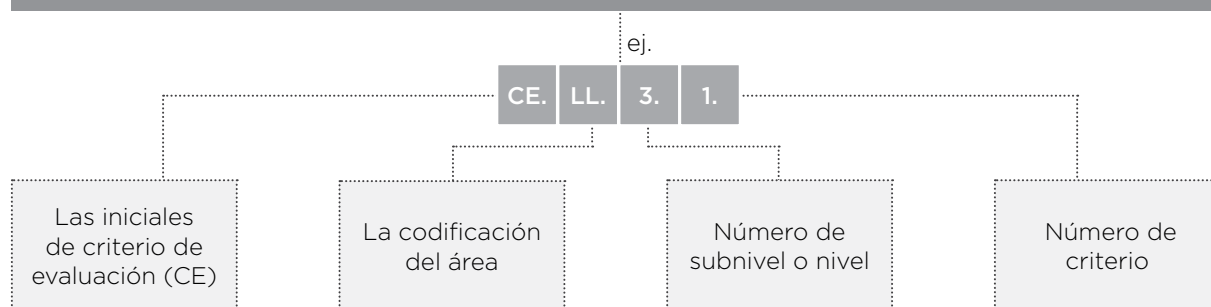 ej.
CE. LL. 3. 1.
Las iniciales
de criterio de
evaluación (CE)
La codificación
del área
Número de
subnivel o nivel
Número de
criterio